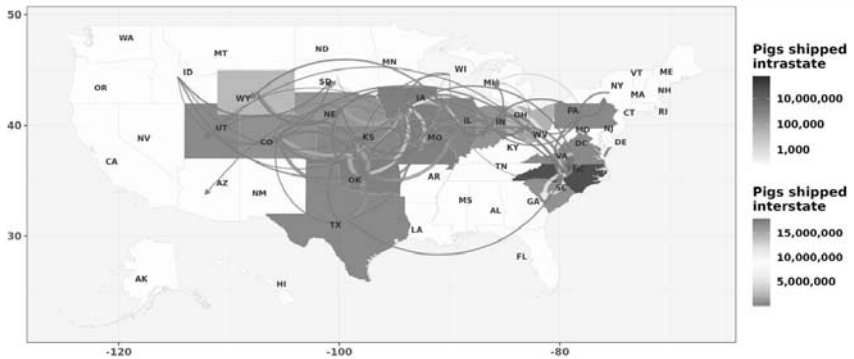 50
40
30
-120
-100
-80
WA
MT
ND
MN
ID
OR
SD
WI
MI
VT
ME
WY
NY
NH
MA
CT
RI
IA
NE
PA
NJ
OH
IL
IN
NV
UT
CO
KS
MO
WV
MD
DC
DE
VA
KY
CA
OK
TN
NC
AZ
NM
AR
SC
MS
AL
GA
TX
LA
FL
AK
HI
Pigs shipped
intrastate
10,000,000
100,000
1,000
Pigs shipped
interstate
15,000,000
10,000,000
5,000,000